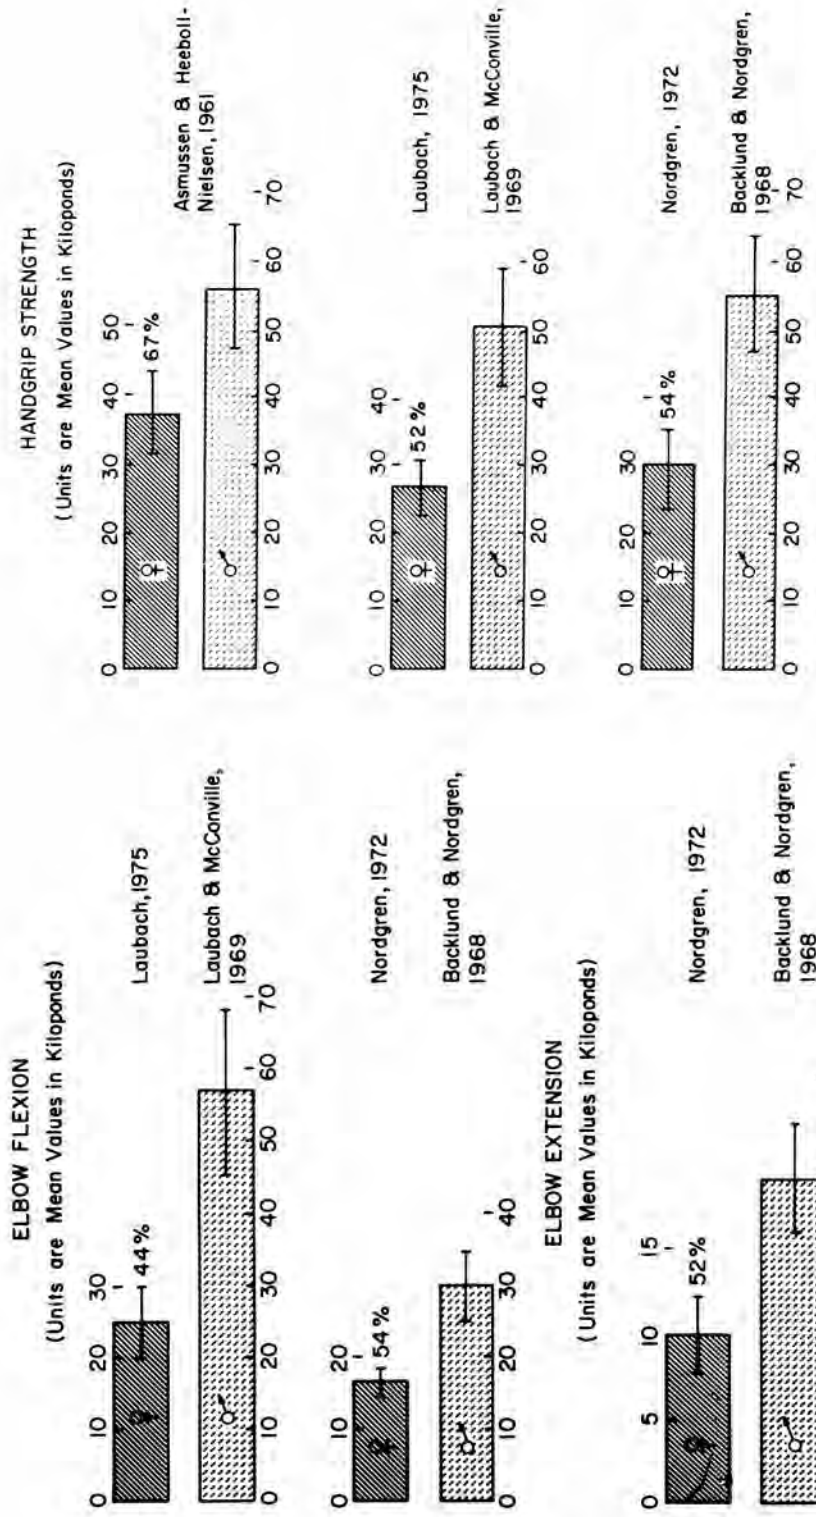 ELBOW FLEXION
(Units are Mean Values in Kiloponds)
0 10 20 30
♀ 44%
Laubach, 1975
♂
Laubach & McConville,
1969
0 10 20 30 40 50 60 70
0 10 20
♀ 54%
Nordgren, 1972
♂
Backlund & Nordgren,
1968
0 10 20 30 40
ELBOW EXTENSION
(Units are Mean Values in Kiloponds)
0 5 10 15
♀ 52%
Nordgren, 1972
♂
Backlund & Nordgren,
1968
HANDGRIP STRENGTH
(Units are Mean Values in Kiloponds)
0 10 20 30 40 50
♀ 67%
Asmussen & Heeboll-
Nielsen, 1961
♂
0 10 20 30 40 50 60 70
0 10 20 30 40
♀ 52%
Laubach, 1975
♂
Laubach & McConville,
1969
0 10 20 30 40 50 60
0 10 20 30
♀ 54%
Nordgren, 1972
♂
Backlund & Nordgren,
1968
0 10 20 30 40 50 60 70